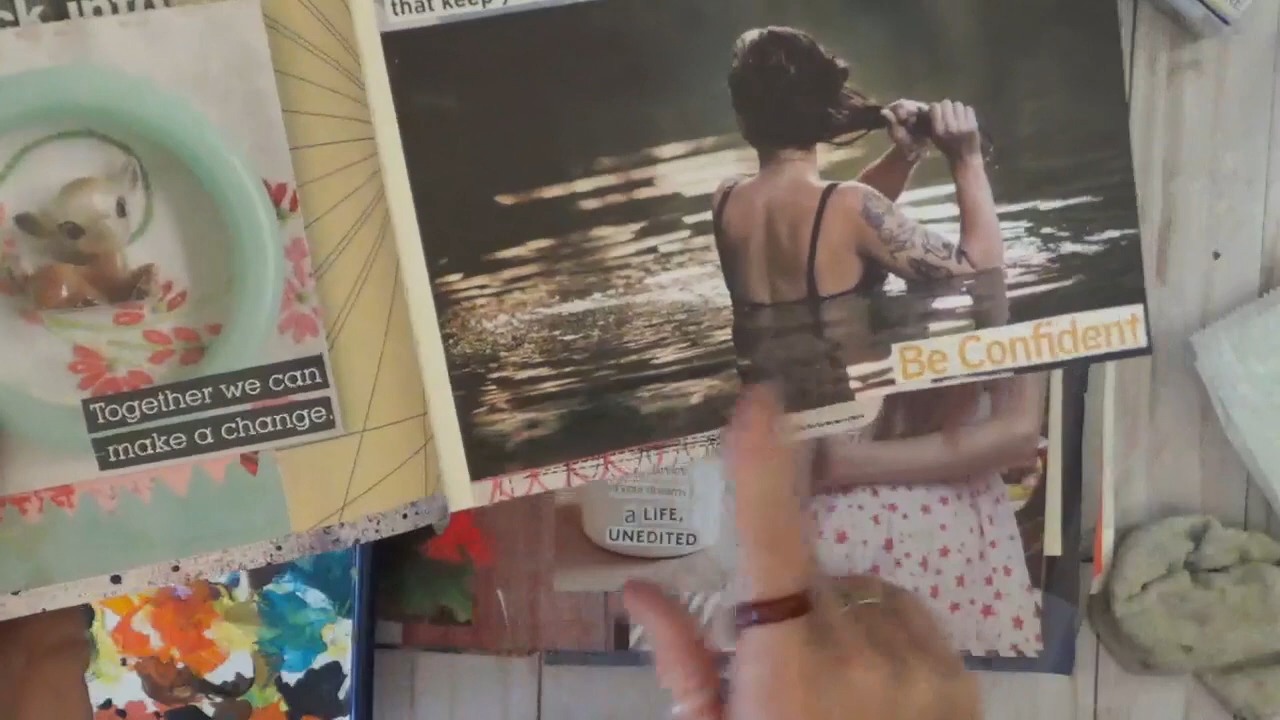 that keep
Together we can
make a change.
Be Confident
a LIFE,
UNEDITED